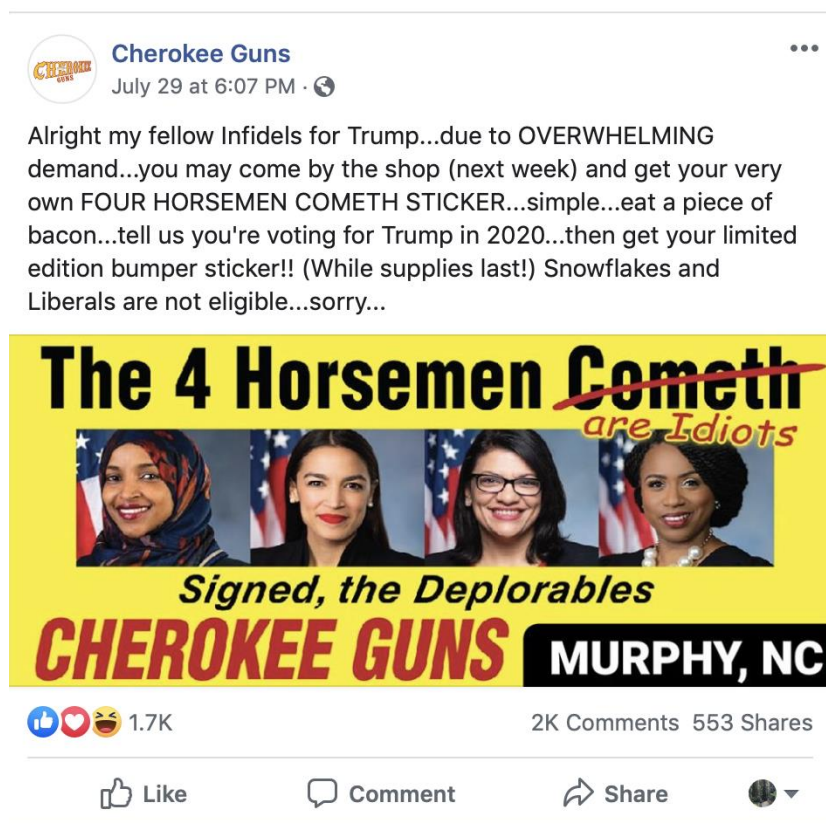 Cherokee Guns
CHEROKEE
GUNS
July 29 at 6:07 PM ·
Alright my fellow Infidels for Trump...due to OVERWHELMING
demand...you may come by the shop (next week) and get your very
own FOUR HORSEMEN COMETH STICKER...simple...eat a piece of
bacon...tell us you're voting for Trump in 2020...then get your limited
edition bumper sticker!! (While supplies last!) Snowflakes and
Liberals are not eligible...sorry...
The 4 Horsemen Cometh
are Idiots
Signed, the Deplorables
CHEROKEE GUNS MURPHY, NC
1.7K 2K Comments 553 Shares
Like Comment Share